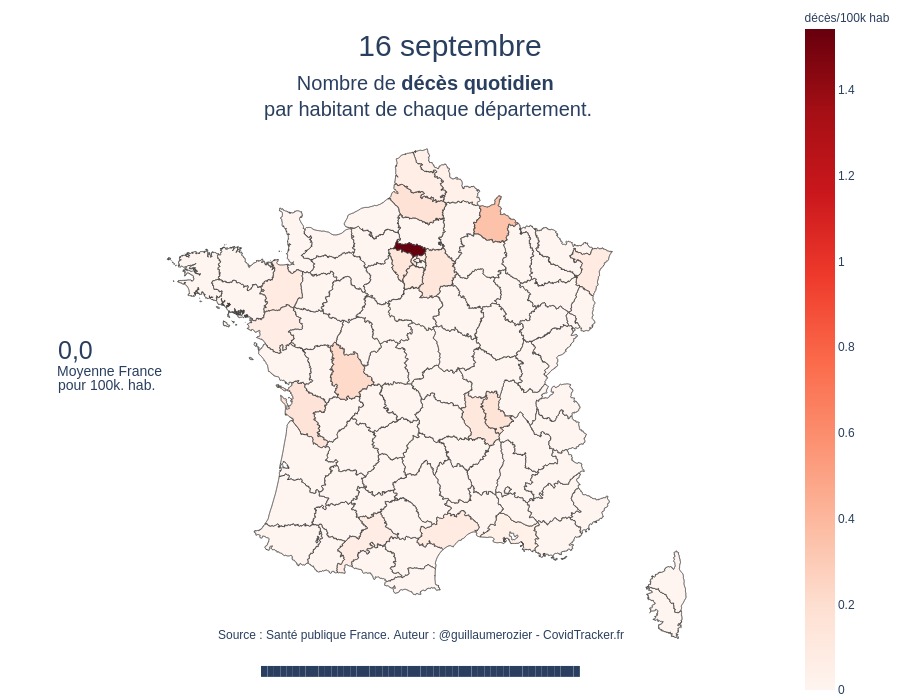 décès/100k hab
16 septembre
Nombre de décès quotidien
par habitant de chaque département.
1.4
1.2
1
0.8
0.6
0.4
0.2
0
0,0
Moyenne France
pour 100k. hab.
Source : Santé publique France. Auteur : @guillaumerozier - CovidTracker.fr